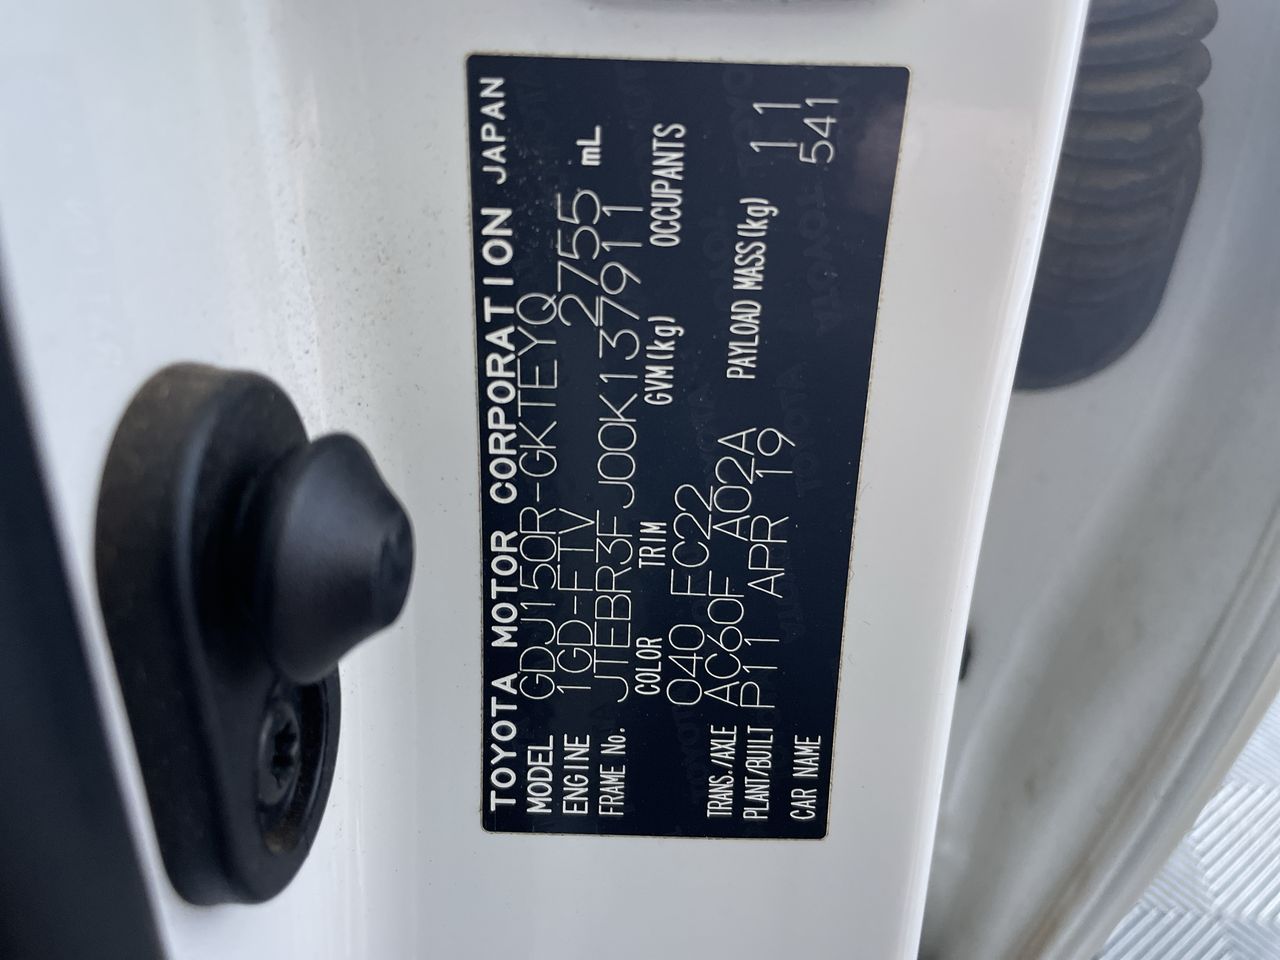 TOYOTA MOTOR CORPORATION JAPAN
MODEL GDJ150R-GKTEYQ
ENGINE 1GD-FTV 2755 mL
FRAME No. JTEBR3FJ00K137911
COLOR TRIM GVM(kg) OCCUPANTS
040 FC22
TRANS./AXLE AC60F A02A PAYLOAD MASS(kg) 11
PLANT/BUILT P11 APR 19 541
CAR NAME